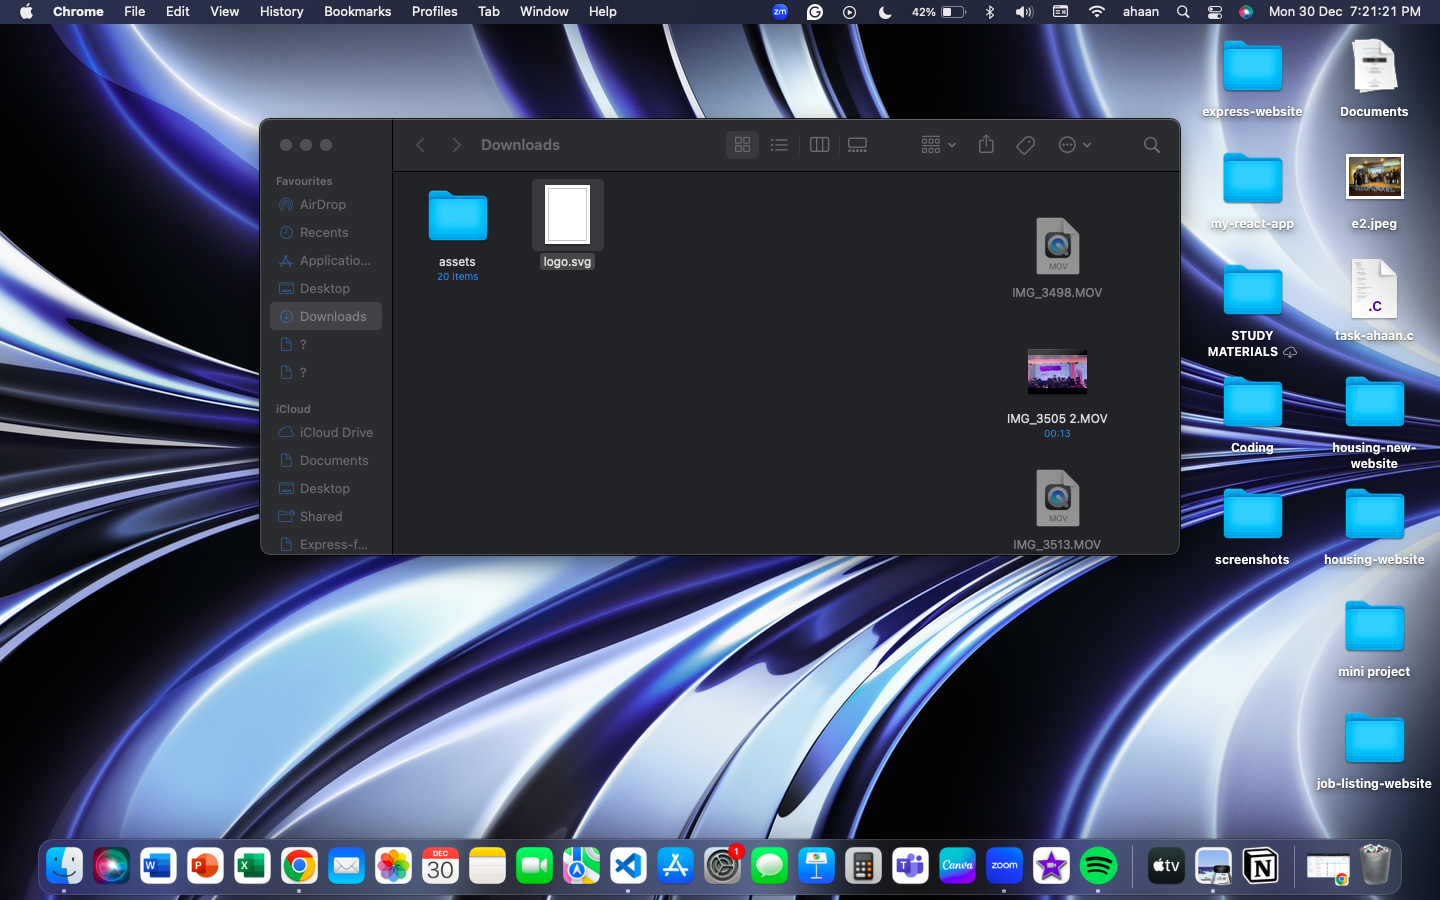 Chrome File Edit View History Bookmarks Profiles Tab Window Help zm 42% ahaan Mon 30 Dec 7:21:21 PM
Downloads
Favourites
AirDrop
Recents
Applicatio...
Desktop
Downloads
?
?
iCloud
iCloud Drive
Documents
Desktop
Shared
Express-f...
assets
20 items
logo.svg
MOV
IMG_3498.MOV
IMG_3505 2.MOV
00:13
MOV
IMG_3513.MOV
express-website
Documents
my-react-app
e2.jpeg
STUDY
MATERIALS
.C
task-ahaan.c
Coding
housing-new-
website
screenshots
housing-website
mini project
job-listing-website
W P X DEC 30 1 T Canva zoom tv N